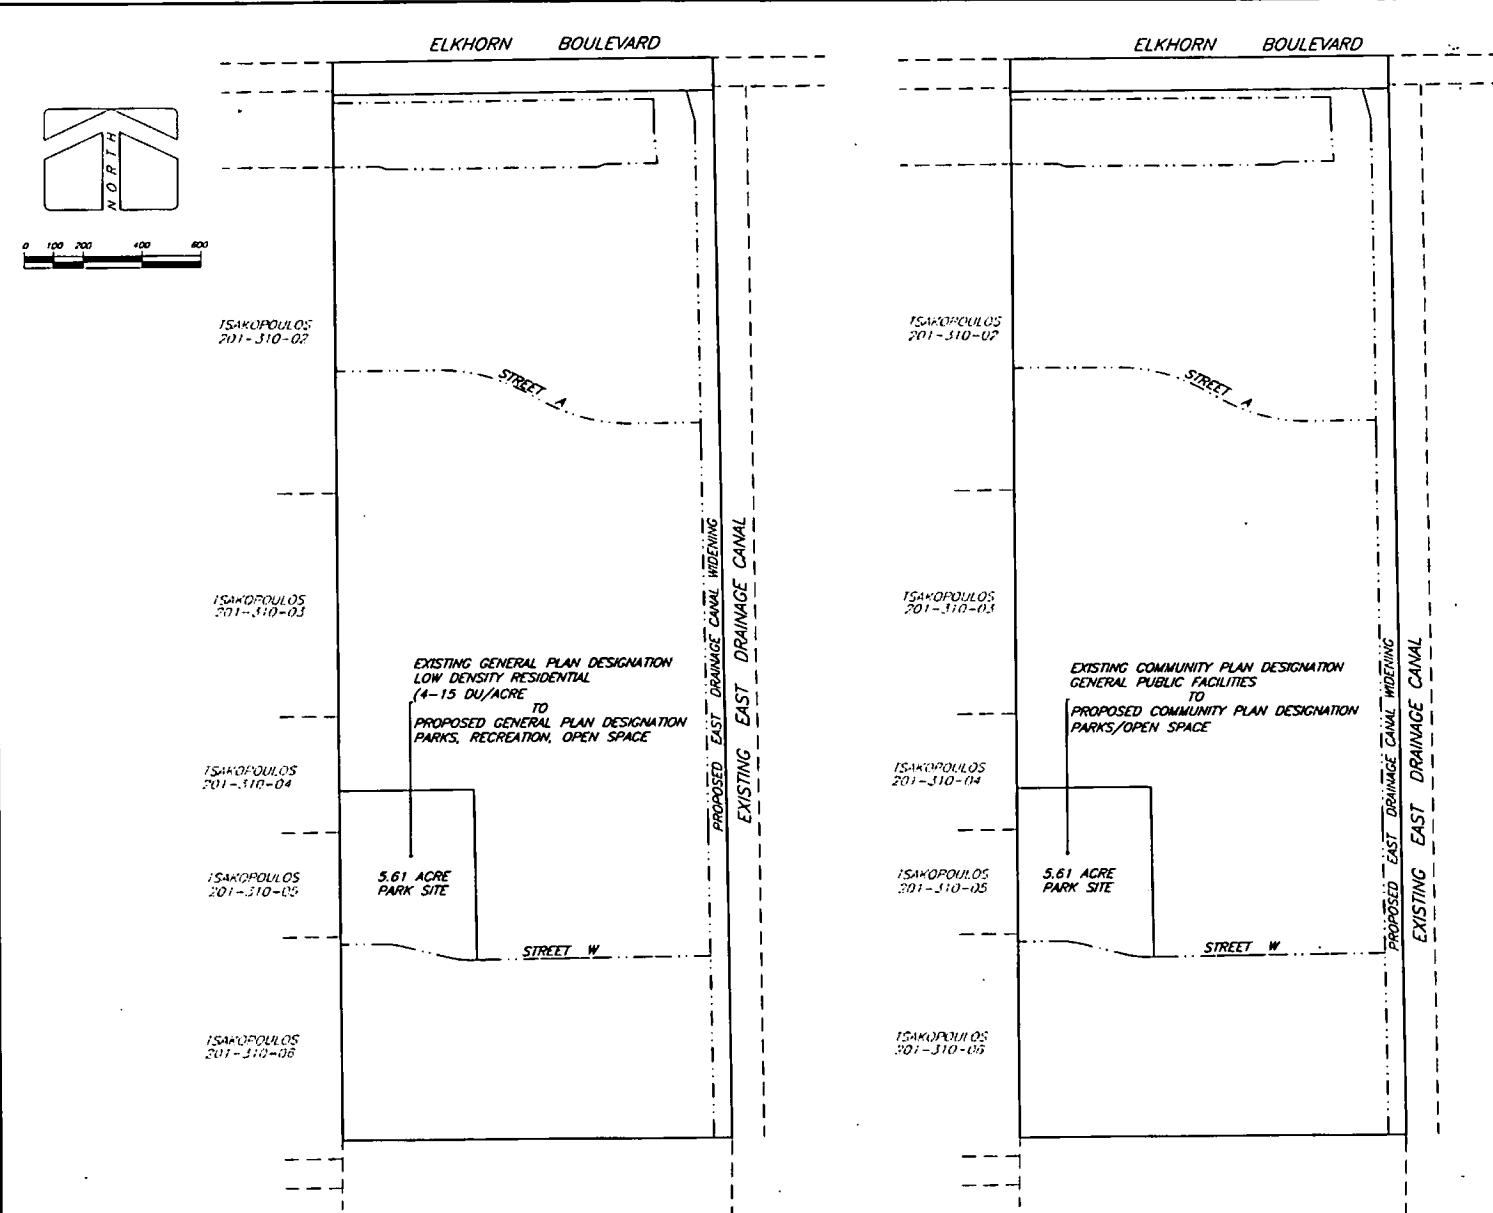 ELKHORN BOULEVARD
NORTH
0 100 200 400 600
TSAKOPOULOS
201-310-02
STREET A
TSAKOPOULOS
201-310-03
EXISTING GENERAL PLAN DESIGNATION
LOW DENSITY RESIDENTIAL
(4-15 DU/ACRE
TO
PROPOSED GENERAL PLAN DESIGNATION
PARKS, RECREATION, OPEN SPACE
PROPOSED EAST DRAINAGE CANAL WIDENING
EXISTING EAST DRAINAGE CANAL
TSAKOPOULOS
201-310-04
TSAKOPOULOS
201-310-05
5.61 ACRE
PARK SITE
STREET W
TSAKOPOULOS
201-310-06
ELKHORN BOULEVARD
TSAKOPOULOS
201-310-02
STREET A
TSAKOPOULOS
201-310-03
EXISTING COMMUNITY PLAN DESIGNATION
GENERAL PUBLIC FACILITIES
TO
PROPOSED COMMUNITY PLAN DESIGNATION
PARKS/OPEN SPACE
PROPOSED EAST DRAINAGE CANAL WIDENING
EXISTING EAST DRAINAGE CANAL
TSAKOPOULOS
201-310-04
TSAKOPOULOS
201-310-05
5.61 ACRE
PARK SITE
STREET W
TSAKOPOULOS
201-310-06